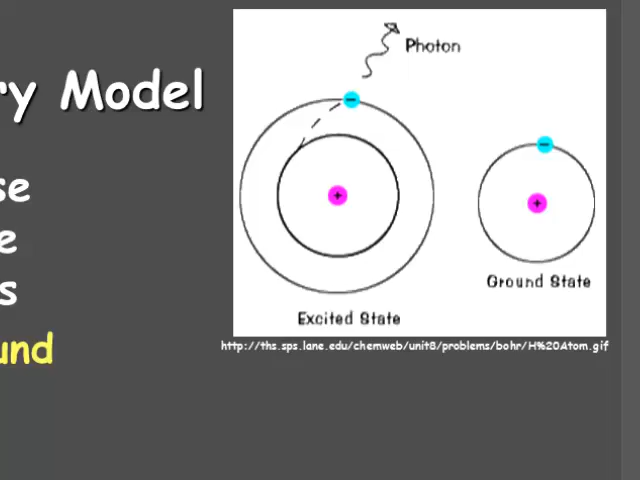 ry Model
se
e
s
und
Photon
-
-
+
+
Ground State
Excited State
http://ths.sps.lane.edu/chemweb/unit8/problems/bohr/H%20Atom.gif